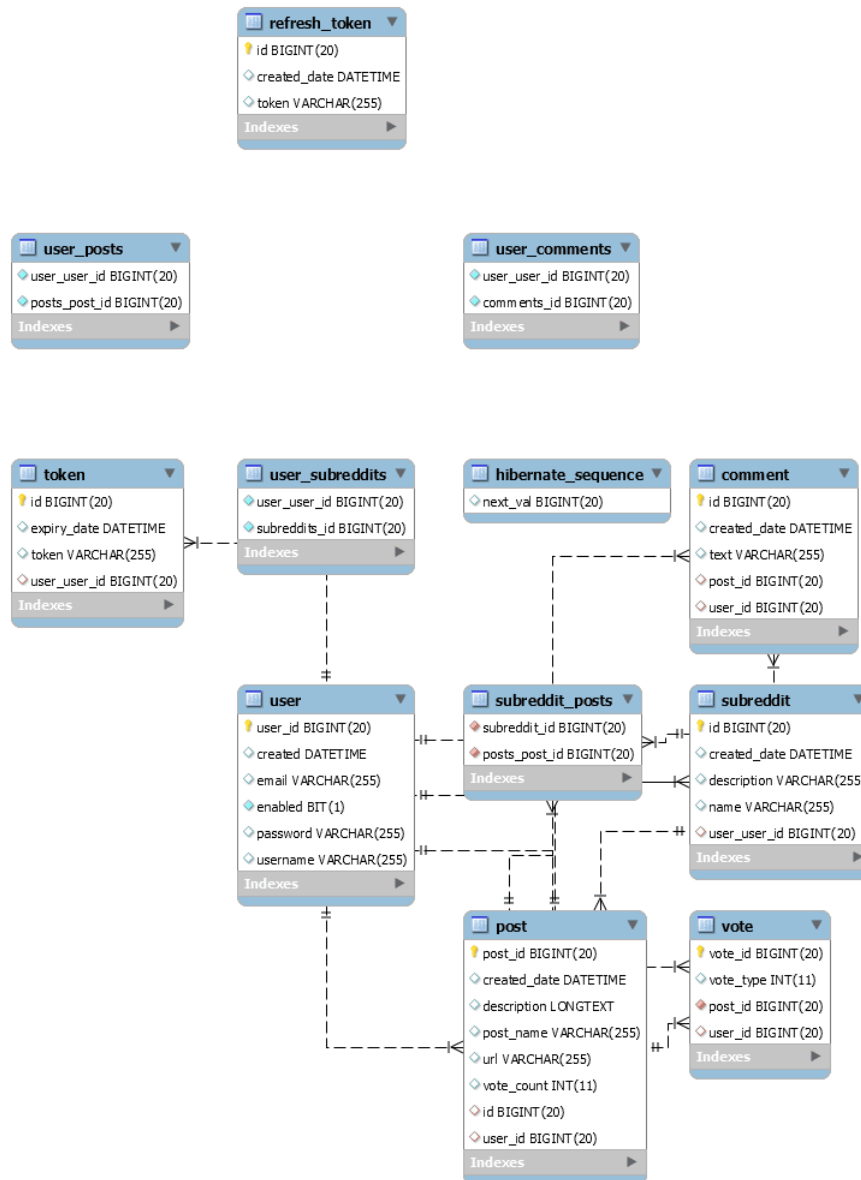 refresh_token
id BIGINT(20)
created_date DATETIME
token VARCHAR(255)
Indexes
user_posts
user_user_id BIGINT(20)
posts_post_id BIGINT(20)
Indexes
user_comments
user_user_id BIGINT(20)
comments_id BIGINT(20)
Indexes
token
id BIGINT(20)
expiry_date DATETIME
token VARCHAR(255)
user_user_id BIGINT(20)
Indexes
user_subreddits
user_user_id BIGINT(20)
subreddits_id BIGINT(20)
Indexes
hibernate_sequence
next_val BIGINT(20)
comment
id BIGINT(20)
created_date DATETIME
text VARCHAR(255)
post_id BIGINT(20)
user_id BIGINT(20)
Indexes
user
user_id BIGINT(20)
created DATETIME
email VARCHAR(255)
enabled BIT(1)
password VARCHAR(255)
username VARCHAR(255)
Indexes
subreddit_posts
subreddit_id BIGINT(20)
posts_post_id BIGINT(20)
Indexes
subreddit
id BIGINT(20)
created_date DATETIME
description VARCHAR(255
name VARCHAR(255)
user_user_id BIGINT(20)
Indexes
post
post_id BIGINT(20)
created_date DATETIME
description LONGTEXT
post_name VARCHAR(255)
url VARCHAR(255)
vote_count INT(11)
id BIGINT(20)
user_id BIGINT(20)
Indexes
vote
vote_id BIGINT(20)
vote_type INT(11)
post_id BIGINT(20)
user_id BIGINT(20)
Indexes